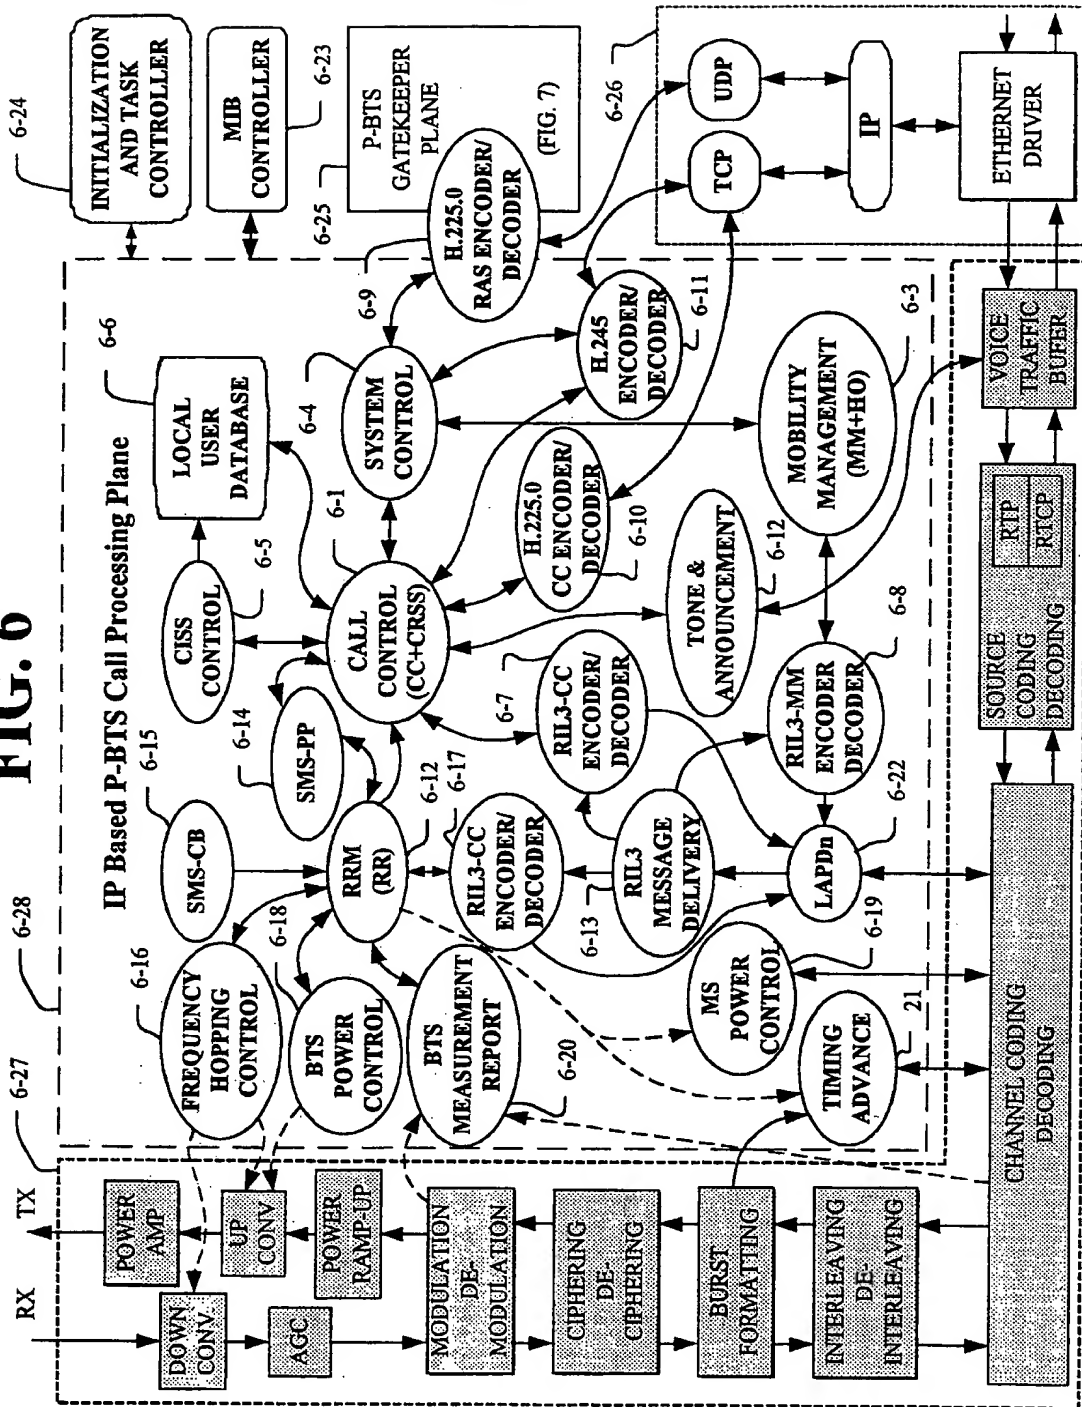 FIG. 6
6-27
6-28
IP Based P-BTS Call Processing Plane
RX
TX
DOWN
CONV.
AGC
POWER
AMP
UP
CONV
POWER
RAMP-UP
MODULATION
DE-
MODULATION
CIPHERING
DE-
CIPHERING
BURST
FORMATTING
INTERLEAVING
DE-
INTERLEAVING
CHANNEL CODING
DECODING
6-16
FREQUENCY
HOPPING
CONTROL
6-15
SMS-CB
6-14
SMS-PP
6-18
BTS
POWER
CONTROL
BTS
MEASUREMENT
REPORT
6-20
RRM
(RR)
6-12
6-17
RIL3-CC
ENCODER/
DECODER
6-13
RIL3
MESSAGE
DELIVERY
MS
POWER
CONTROL
6-19
TIMING
ADVANCE
21
LAPDn
6-22
CISS
CONTROL
6-5
LOCAL
USER
DATABASE
6-6
CALL
CONTROL
(CC+CRSS)
6-1
6-7
RIL3-CC
ENCODER/
DECODER
RIL3-MM
ENCODER
DECODER
6-8
TONE &
ANNOUNCEMENT
6-12
SYSTEM
CONTROL
6-4
H.225.0
CC ENCODER/
DECODER
6-10
H.245
ENCODER/
DECODER
6-11
MOBILITY
MANAGEMENT
(MM+HO)
6-3
6-9
H.225.0
RAS ENCODER/
DECODER
6-25
P-BTS
GATEKEEPER
PLANE
(FIG. 7)
6-24
INITIALIZATION
AND TASK
CONTROLLER
MIB
CONTROLLER
6-23
6-26
TCP
UDP
IP
ETHERNET
DRIVER
VOICE
TRAFFIC
BUFFER
SOURCE
CODING
DECODING
RTP
RTCP